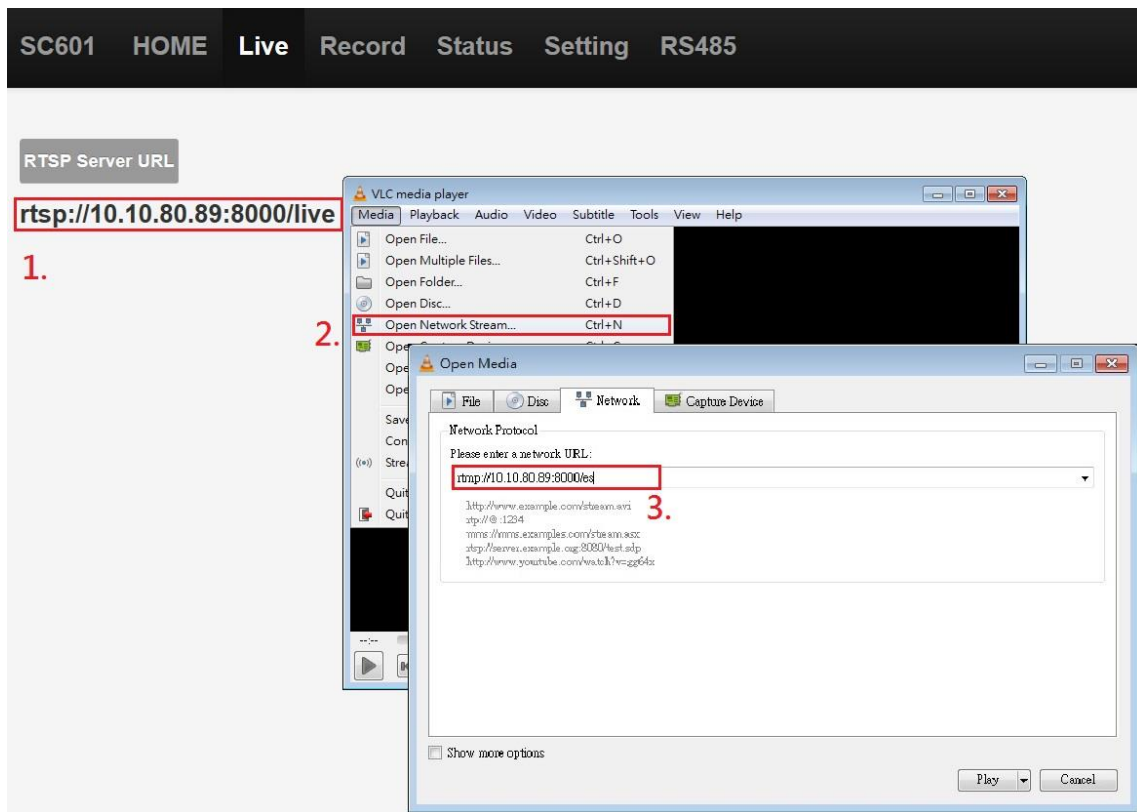 SC601 HOME Live Record Status Setting RS485
RTSP Server URL
rtsp://10.10.80.89:8000/live
1.
VLC media player
Media Playback Audio Video Subtitle Tools View Help
Open File... Ctrl+O
Open Multiple Files... Ctrl+Shift+O
Open Folder... Ctrl+F
Open Disc... Ctrl+D
2.
Open Network Stream... Ctrl+N
Open Media
File Disc Network Capture Device
Network Protocol
Please enter a network URL:
rtmp://10.10.80.89:8000/es
3.
http://www.example.com/stream.avi
rtp://@:1234
mms://mms.examples.com/stream.asx
rtsp://server.example.org:8080/test.sdp
http://www.youtube.com/watch?v=gg64x
Quit
Quit
--:--
Show more options
Play Cancel